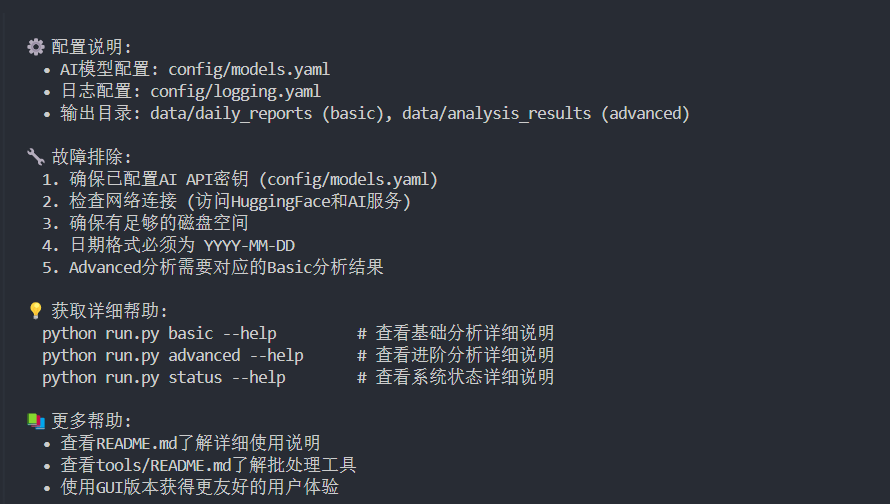 ⚙️ 配置说明:
• AI模型配置: config/models.yaml
• 日志配置: config/logging.yaml
• 输出目录: data/daily_reports (basic), data/analysis_results (advanced)
🔧 故障排除:
1. 确保已配置AI API密钥 (config/models.yaml)
2. 检查网络连接 (访问HuggingFace和AI服务)
3. 确保有足够的磁盘空间
4. 日期格式必须为 YYYY-MM-DD
5. Advanced分析需要对应的Basic分析结果
💡 获取详细帮助:
python run.py basic --help         # 查看基础分析详细说明
python run.py advanced --help      # 查看进阶分析详细说明
python run.py status --help        # 查看系统状态详细说明
📚 更多帮助:
• 查看README.md了解详细使用说明
• 查看tools/README.md了解批处理工具
• 使用GUI版本获得更友好的用户体验